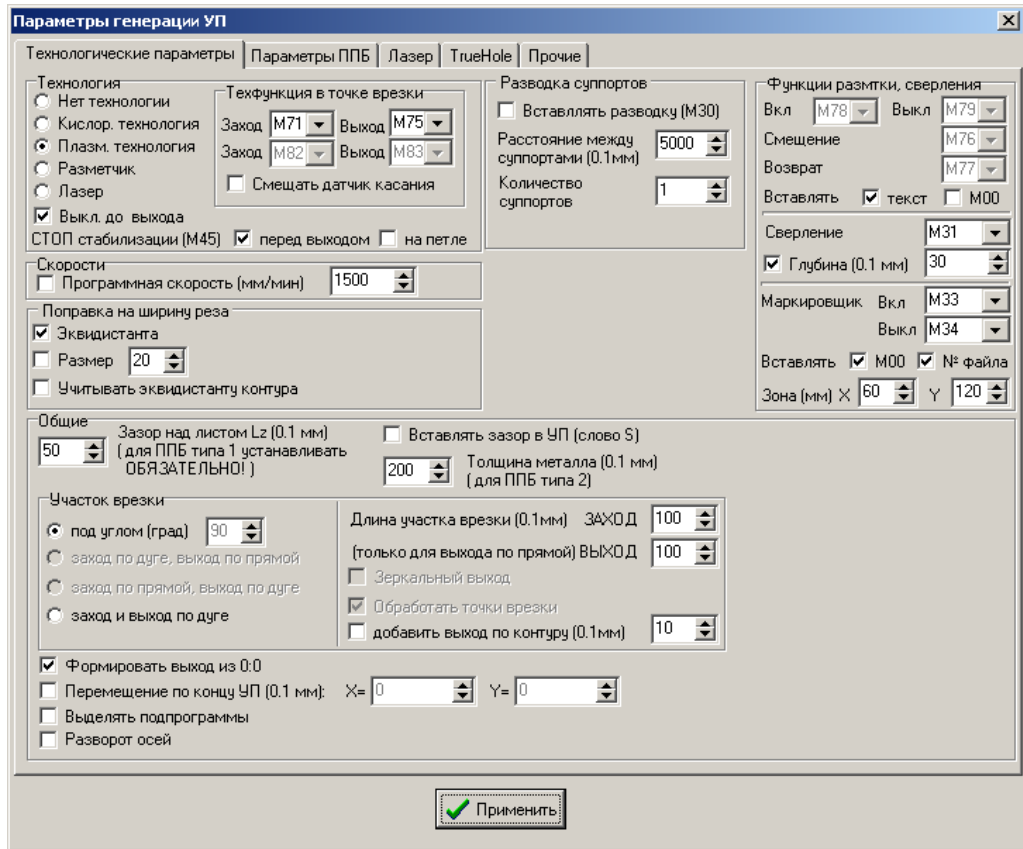 Параметры генерации УП
Технологические параметры Параметры ППБ Лазер TrueHole Прочие
Технология
Нет технологии
Кислор. технология
Плазм. технология
Разметчик
Лазер
Выкл. до выхода
СТОП стабилизации (М45) перед выходом на петле
Техфункция в точке врезки
Заход M71 Выход M75
Заход M82 Выход M83
Смещать датчик касания
Разводка суппортов
Вставлять разводку (М30)
Расстояние между
суппортами (0.1мм) 5000
Количество
суппортов 1
Функции размтки, сверления
Вкл M78 Выкл M79
Смещение M76
Возврат M77
Вставлять текст М00
Сверление M31
Глубина (0.1 мм) 30
Маркировщик Вкл M33
Выкл M34
Вставлять М00 № файла
Зона (мм) X 60 Y 120
Скорости
Программная скорость (мм/мин) 1500
Поправка на ширину реза
Эквидистанта
Размер 20
Учитывать эквидистанту контура
Общие
50 Зазор над листом Lz (0.1 мм)
( для ППБ типа 1 устанавливать
ОБЯЗАТЕЛЬНО! )
Вставлять зазор в УП (слово S)
200 Толщина металла (0.1 мм)
( для ППБ типа 2)
Участок врезки
под углом (град) 90
заход по дуге, выход по прямой
заход по прямой, выход по дуге
заход и выход по дуге
Длина участка врезки (0.1мм) ЗАХОД 100
(только для выхода по прямой) ВЫХОД 100
Зеркальный выход
Обработать точки врезки
добавить выход по контуру (0.1мм) 10
Формировать выход из 0:0
Перемещение по концу УП (0.1 мм): X= 0 Y= 0
Выделять подпрограммы
Разворот осей
Применить